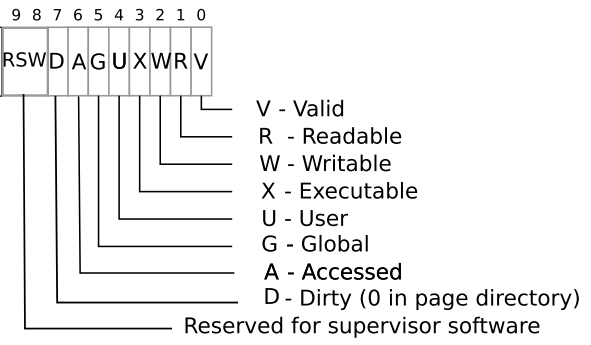 9 8 7 6 5 4 3 2 1 0
RSW D A G U X W R V
V - Valid
R - Readable
W - Writable
X - Executable
U - User
G - Global
A - Accessed
D - Dirty (0 in page directory)
Reserved for supervisor software